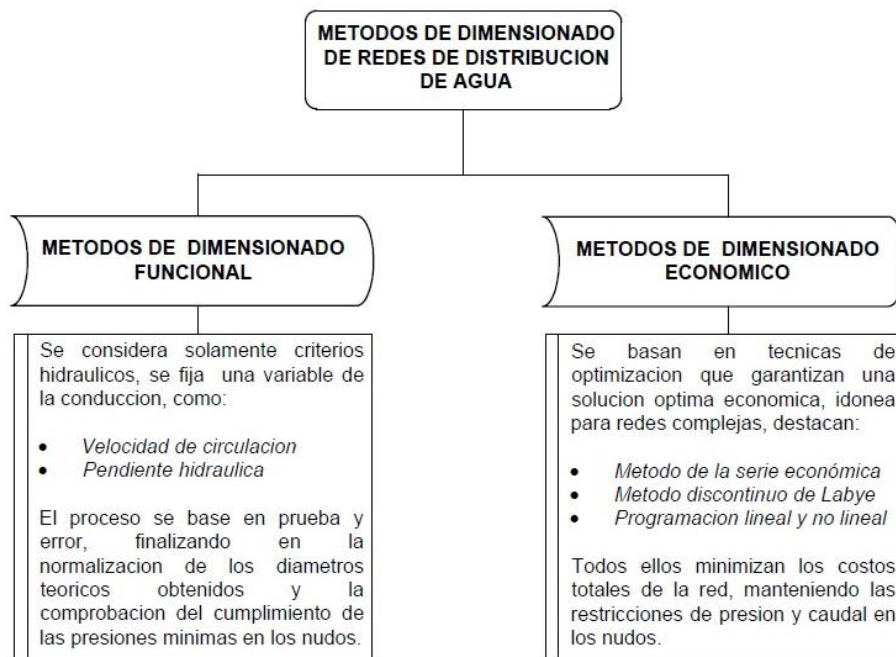 METODOS DE DIMENSIONADO
DE REDES DE DISTRIBUCION
DE AGUA
METODOS DE DIMENSIONADO
FUNCIONAL
Se considera solamente criterios
hidraulicos, se fija una variable de
la conduccion, como:
• Velocidad de circulacion
• Pendiente hidraulica
El proceso se base en prueba y
error, finalizando en la
normalizacion de los diametros
teoricos obtenidos y la
comprobacion del cumplimiento de
las presiones minimas en los nudos.
METODOS DE DIMENSIONADO
ECONOMICO
Se basan en tecnicas de
optimizacion que garantizan una
solucion optima economica, idonea
para redes complejas, destacan:
• Metodo de la serie económica
• Metodo discontinuo de Labye
• Programacion lineal y no lineal
Todos ellos minimizan los costos
totales de la red, manteniendo las
restricciones de presion y caudal en
los nudos.